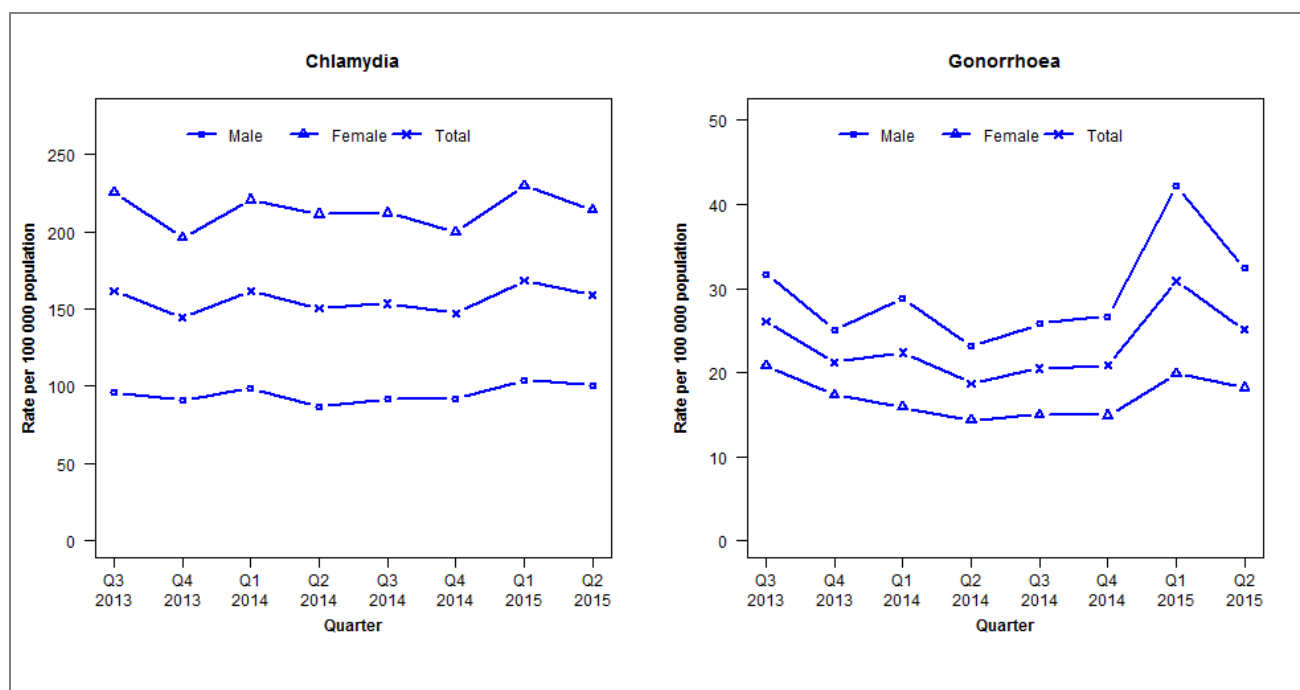 Chlamydia
Male Female Total
250
200
150
100
50
0
Rate per 100 000 population
Q3 Q4 Q1 Q2 Q3 Q4 Q1 Q2
2013 2013 2014 2014 2014 2014 2015 2015
Quarter
Gonorrhoea
Male Female Total
50
40
30
20
10
0
Rate per 100 000 population
Q3 Q4 Q1 Q2 Q3 Q4 Q1 Q2
2013 2013 2014 2014 2014 2014 2015 2015
Quarter